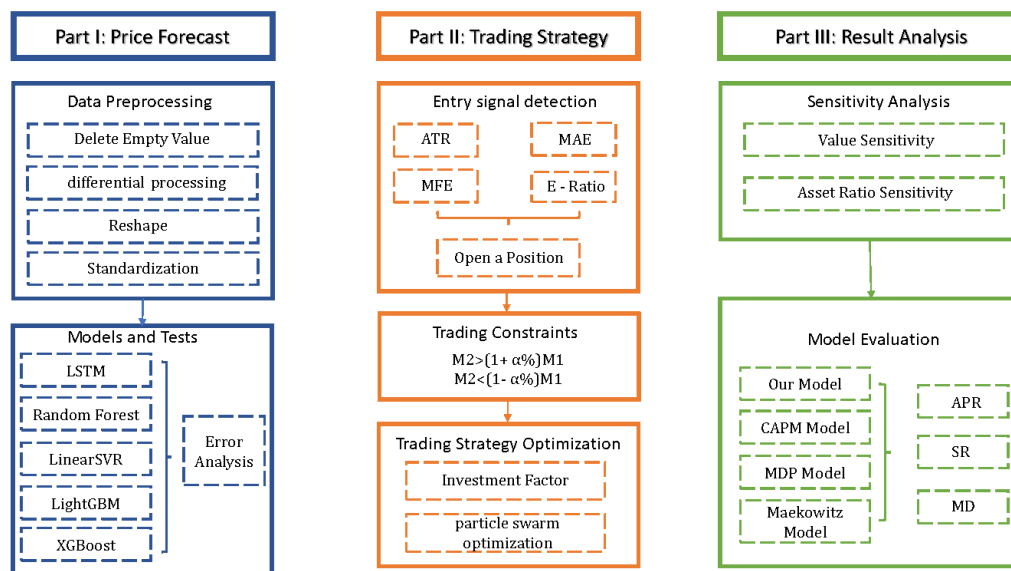 Part I: Price Forecast
Data Preprocessing
Delete Empty Value
differential processing
Reshape
Standardization
Models and Tests
LSTM
Random Forest
LinearSVR
LightGBM
XGBoost
Error
Analysis
Part II: Trading Strategy
Entry signal detection
ATR
MAE
MFE
E - Ratio
Open a Position
Trading Constraints
M2>(1+ α%)M1
M2<(1- α%)M1
Trading Strategy Optimization
Investment Factor
particle swarm
optimization
Part III: Result Analysis
Sensitivity Analysis
Value Sensitivity
Asset Ratio Sensitivity
Model Evaluation
Our Model
CAPM Model
MDP Model
Maekowitz
Model
APR
SR
MD